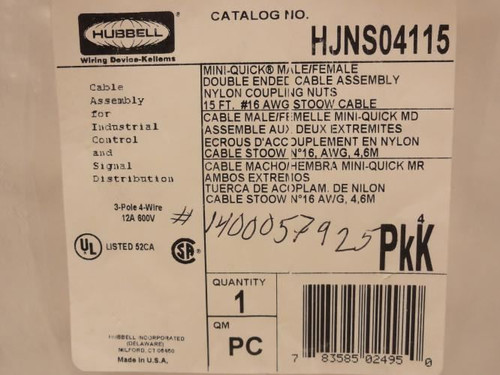 HUBBELL
Wiring Device-Kellems
CATALOG NO.
HJNS04115
MINI-QUICK® MALE/FEMALE
DOUBLE ENDED CABLE ASSEMBLY
NYLON COUPLING NUTS
15 FT. #16 AWG STOOW CABLE
CABLE MALE/FEMELLE MINI-QUICK MD
ASSEMBLE AUX DEUX EXTREMITES
ECROUS D'ACCOUPLEMENT EN NYLON
CABLE STOOW N°16, AWG, 4,6M
CABLE MACHO/HEMBRA MINI-QUICK MR
AMBOS EXTREMOS
TUERCA DE ACOPLAM. DE NILON
CABLE STOOW N°16 AWG, 4,6M
Cable
Assembly
for
Industrial
Control
and
Signal
Distribution
3-Pole 4-Wire
12A 600V
# 1400057925
4
PkK
UL LISTED 52CA
SA
QUANTITY
1
QM
PC
HUBBELL INCORPORATED
(DELAWARE)
MILFORD, CT 06460
Made in U.S.A.
7 83585 02495 0